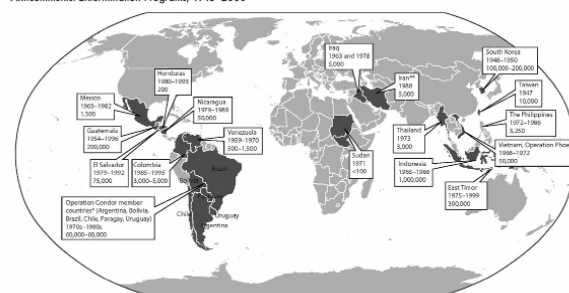 Anticommunist Extermination Programs, 1945–2000
Iraq
1963 and 1978
5,000
South Korea
1948–1950
100,000–200,000
Honduras
1980–1993
200
Iran**
1988
5,000
Taiwan
1947
10,000
Mexico
1965–1982
1,300
Nicaragua
1979–1989
50,000
The Philippines
1972–1986
3,250
Guatemala
1954–1996
200,000
Venezuela
1959–1970
500–1,500
Thailand
1973
3,000
Vietnam, Operation Phoe
1968–1972
50,000
El Salvador
1979–1992
75,000
Colombia
1985–1995
3,000–5,000
Sudan
1971
<100
Indonesia
1965–1966
1,000,000
Brazil
Bolivia
East Timor
1975–1999
300,000
Operation Condor member
countries* (Argentina, Bolivia,
Brazil, Chile, Paragay, Uruguay)
1970s–1980s
60,000–80,000
Chile
Uruguay
Argentina